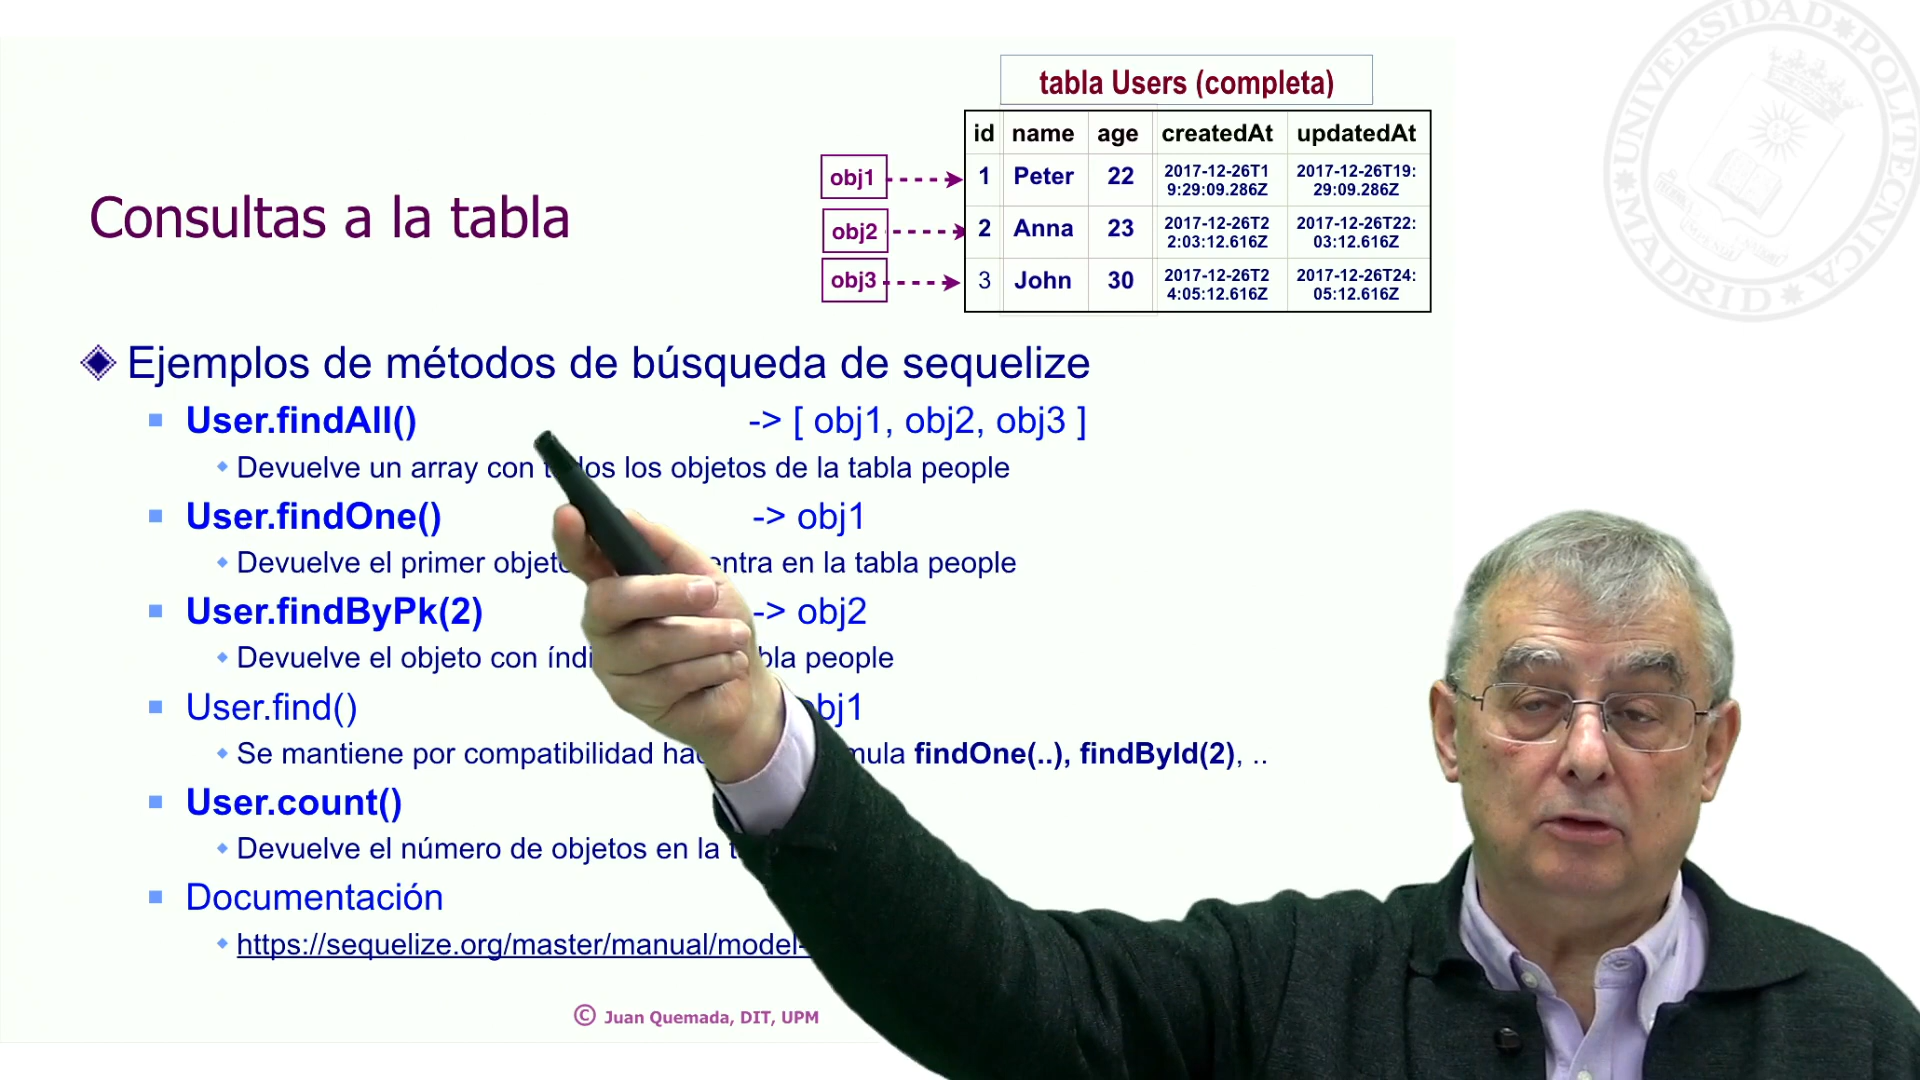 tabla Users (completa)
id name age createdAt updatedAt
obj1 1 Peter 22 2017-12-26T1 2017-12-26T19:
9:29:09.286Z 29:09.286Z
obj2 2 Anna 23 2017-12-26T2 2017-12-26T22:
2:03:12.616Z 03:12.616Z
obj3 3 John 30 2017-12-26T2 2017-12-26T24:
4:05:12.616Z 05:12.616Z
UNIVERSIDAD POLITECNICA
MADRID
Consultas a la tabla
Ejemplos de métodos de búsqueda de sequelize
User.findAll() -> [ obj1, obj2, obj3 ]
Devuelve un array con los objetos de la tabla people
User.findOne() -> obj1
Devuelve el primer en la tabla people
User.findByPk(2) -> obj2
Devuelve el objeto con people
User.find()
Se mantiene por compatibilidad findOne(..), findById(2), ..
User.count()
Devuelve el número de objetos en la
Documentación
https://sequelize.org/master/manual/model-
© Juan Quemada, DIT, UPM